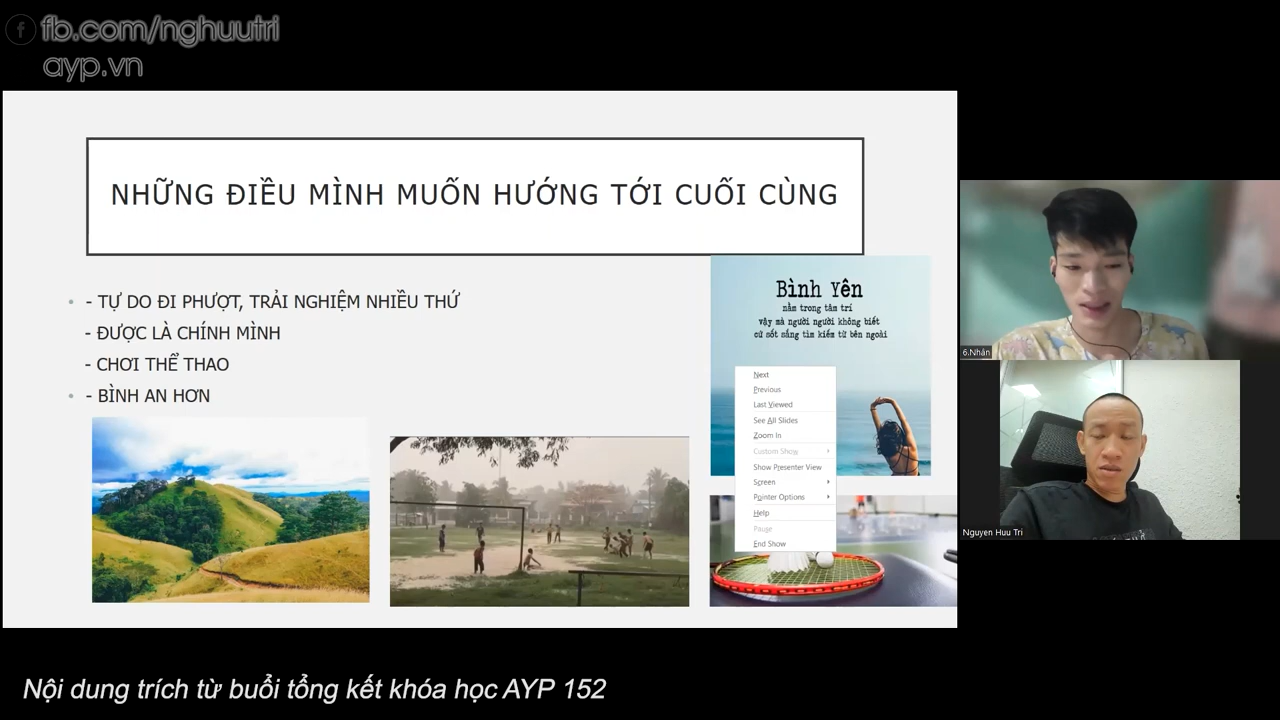 fb.com/nghuutri
ayp.vn
NHỮNG ĐIỀU MÌNH MUỐN HƯỚNG TỚI CUỐI CÙNG
- TỰ DO ĐI PHƯỢT, TRẢI NGHIỆM NHIỀU THỨ
- ĐƯỢC LÀ CHÍNH MÌNH
- CHƠI THỂ THAO
- BÌNH AN HƠN
Bình Yên
nằm trong tâm trí
vậy mà người người không biết
cứ sốt sắng tìm kiếm từ bên ngoài
Next
Previous
Last Viewed
See All Slides
Zoom In
Custom Show
Show Presenter View
Screen
Pointer Options
Help
Pause
End Show
6.Nhân
Nguyen Huu Tri
Nội dung trích từ buổi tổng kết khóa học AYP 152